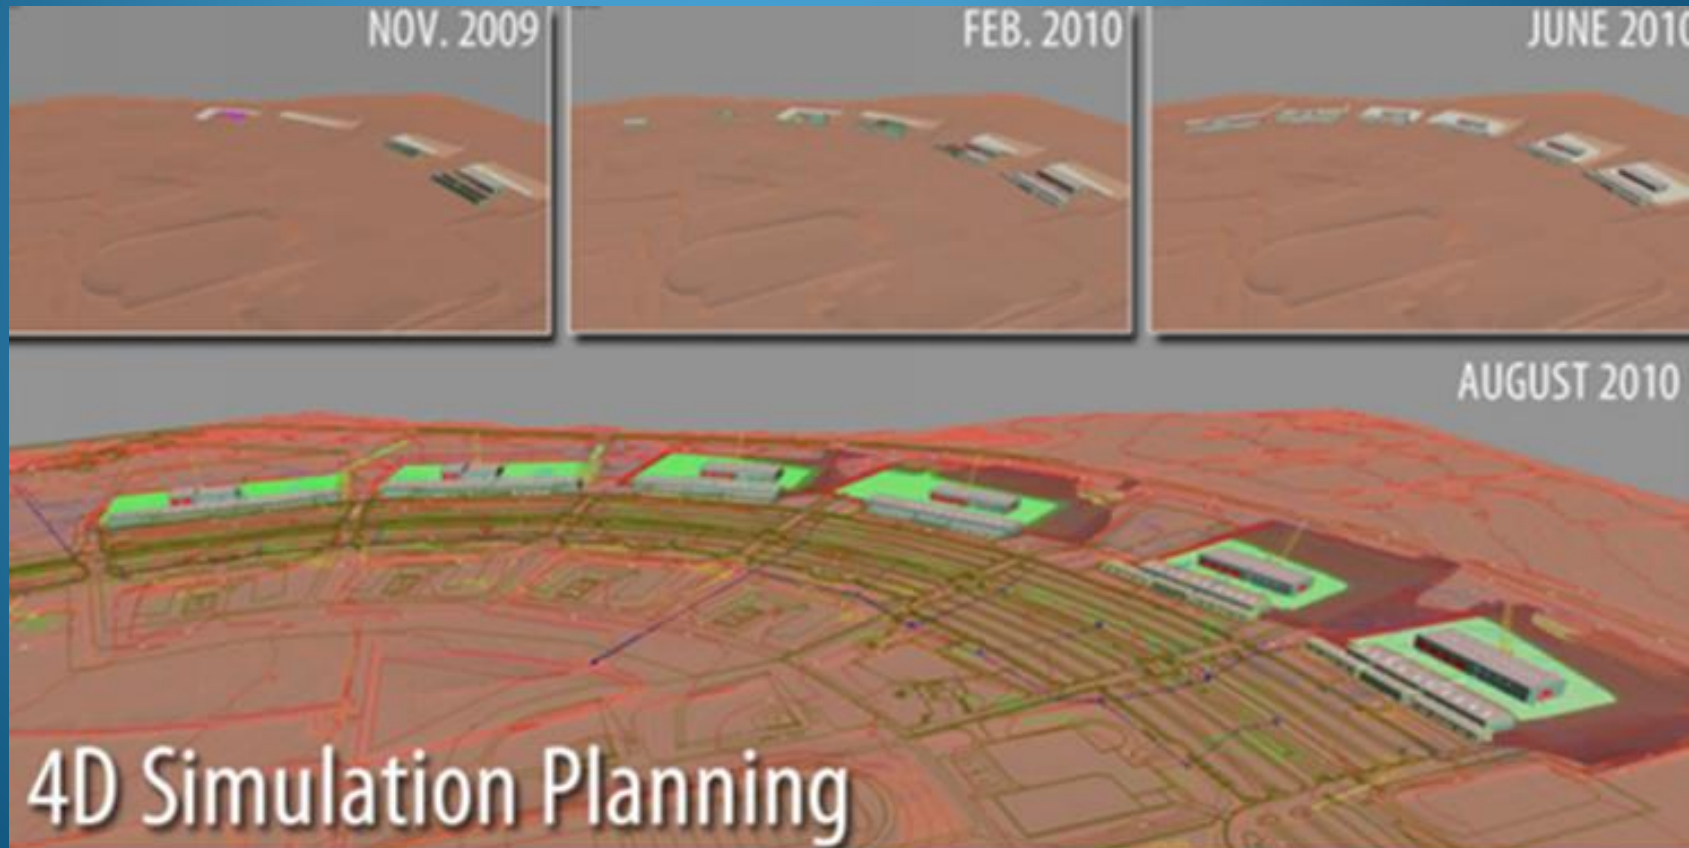 NOV. 2009
FEB. 2010
JUNE 2010
AUGUST 2010
4D Simulation Planning